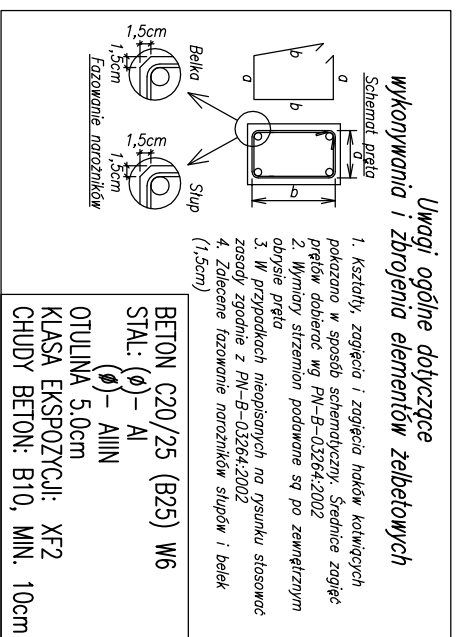 Uwagi ogólne dotyczące
wykonywania i zbrojenia elementów żelbetowych
Schemat pręta
a
b
a
b
a
b
1. Kształty, zagięcia i zagięcia haków kotwiących
pokazano w sposób schematyczny. Średnice zagięć
prętów dobierać wg PN-B-03264:2002
2. Wymiary strzemion podawane są po zewnętrznym
obrysie pręta
3. W przypadkach nieopisanych na rysunku stosować
zasady zgodnie z PN-B-03264:2002
4. Zalecene fazowanie narożników słupów i belek
(1,5cm)
Belka
Słup
1,5cm
1,5cm
1,5cm
1,5cm
Fazowanie narożników
BETON C20/25 (B25) W6
STAL: (ø)- AI
(ø)- AIIIN
OTULINA 5.0cm
KLASA EKSPOZYCJI: XF2
CHUDY BETON: B10, MIN. 10cm